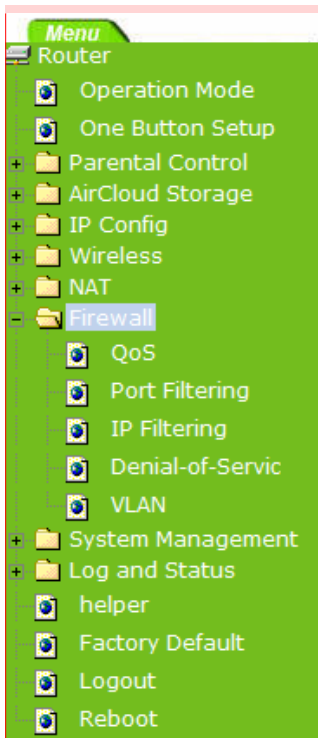 Menu
Router
Operation Mode
One Button Setup
Parental Control
AirCloud Storage
IP Config
Wireless
NAT
Firewall
QoS
Port Filtering
IP Filtering
Denial-of-Servic
VLAN
System Management
Log and Status
helper
Factory Default
Logout
Reboot